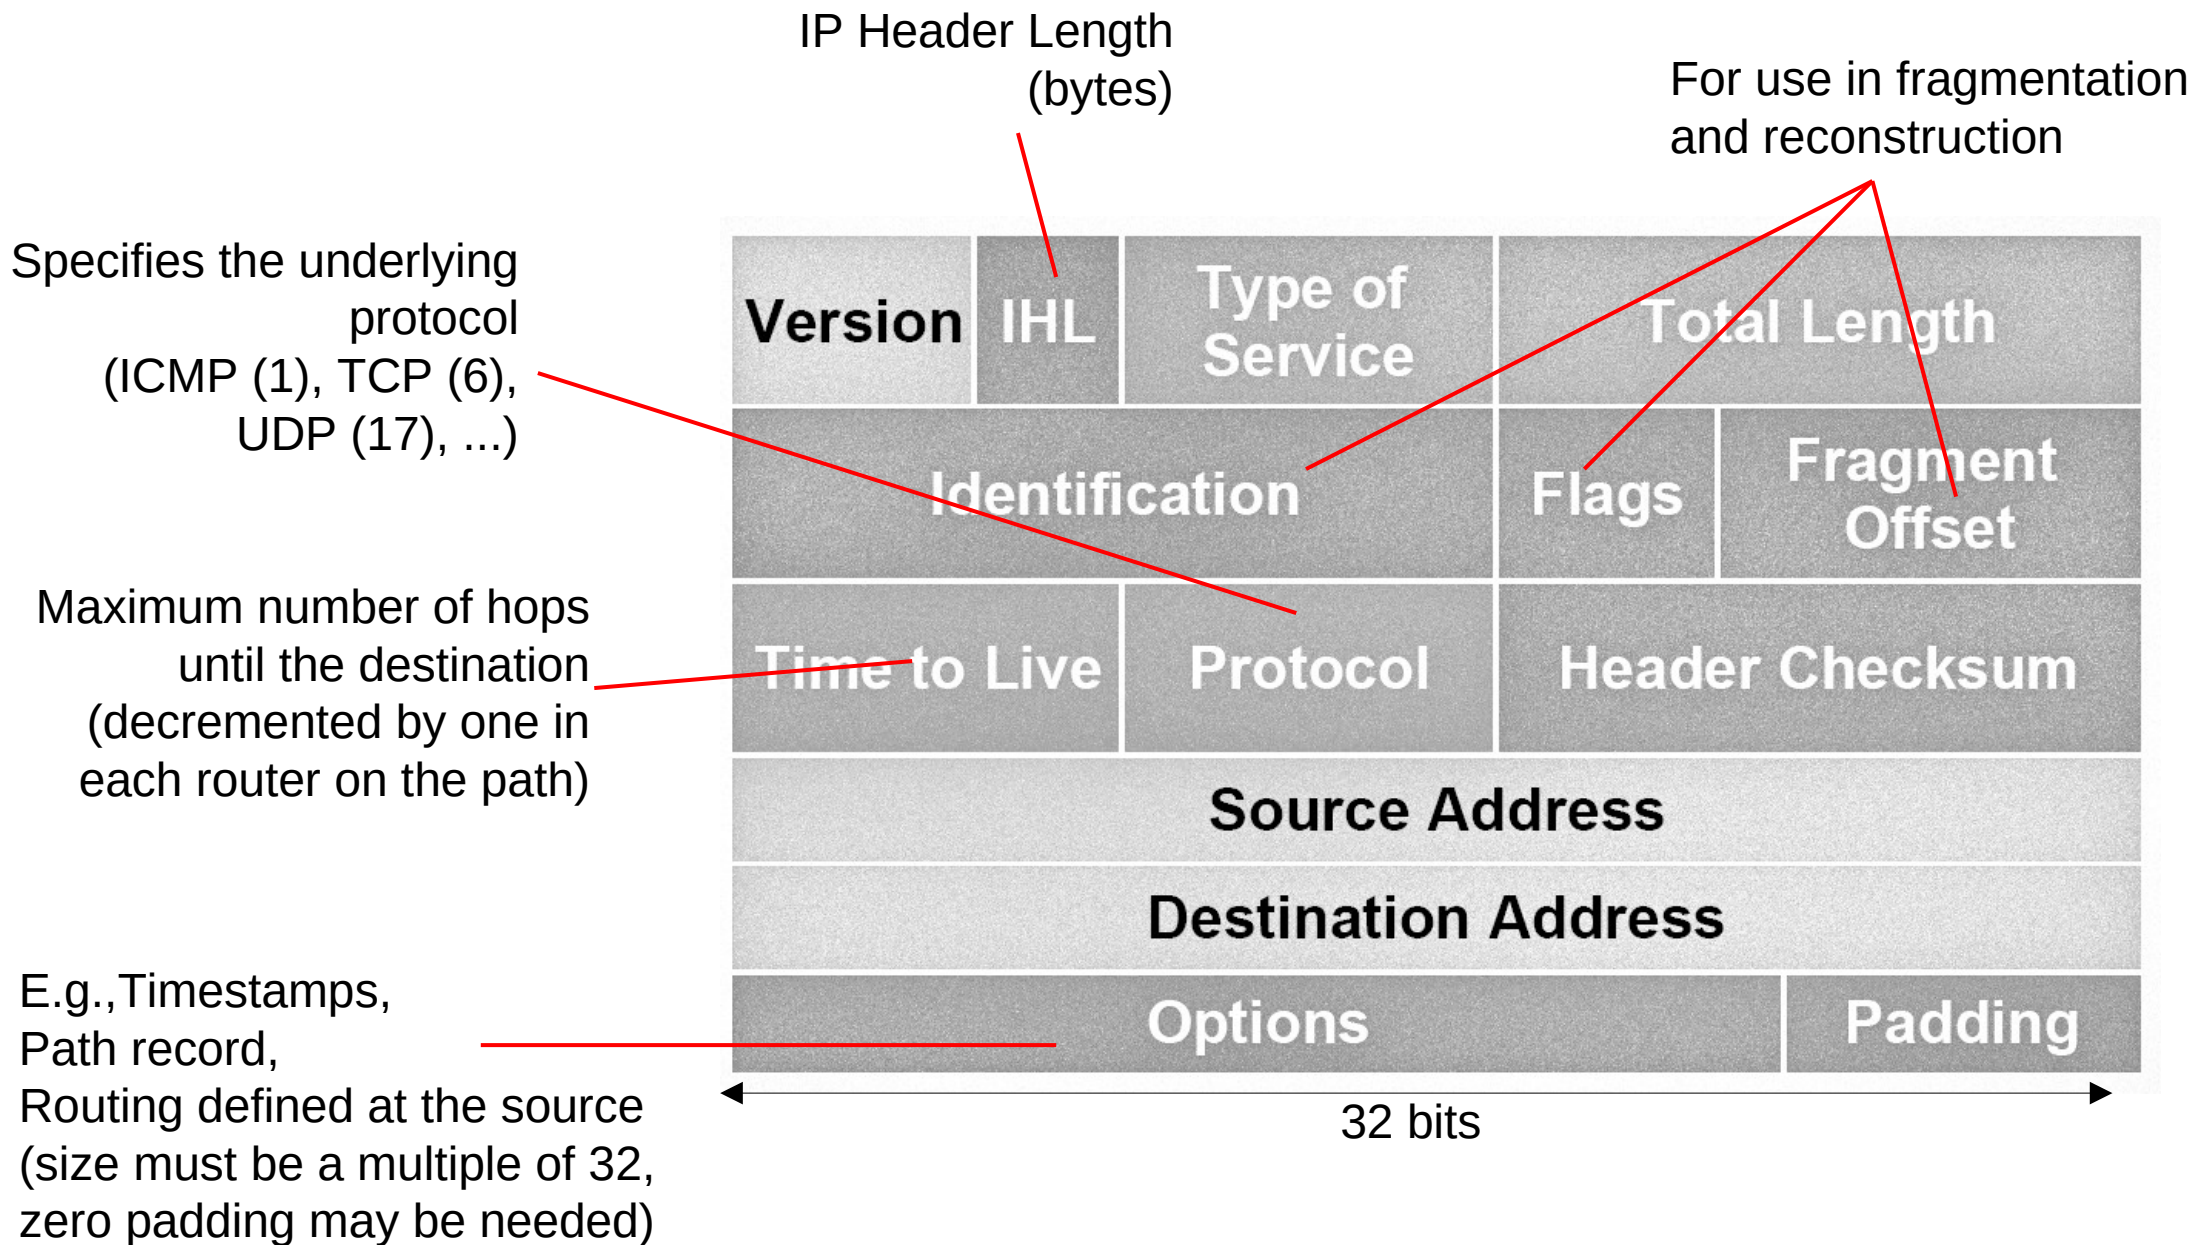 IP Header Length
(bytes)
For use in fragmentation
and reconstruction
Specifies the underlying
protocol
(ICMP (1), TCP (6),
UDP (17), ...)
Maximum number of hops
until the destination
(decremented by one in
each router on the path)
E.g.,Timestamps,
Path record,
Routing defined at the source
(size must be a multiple of 32,
zero padding may be needed)
Version
IHL
Type of
Service
Total Length
Identification
Flags
Fragment
Offset
Time to Live
Protocol
Header Checksum
Source Address
Destination Address
Options
Padding
32 bits